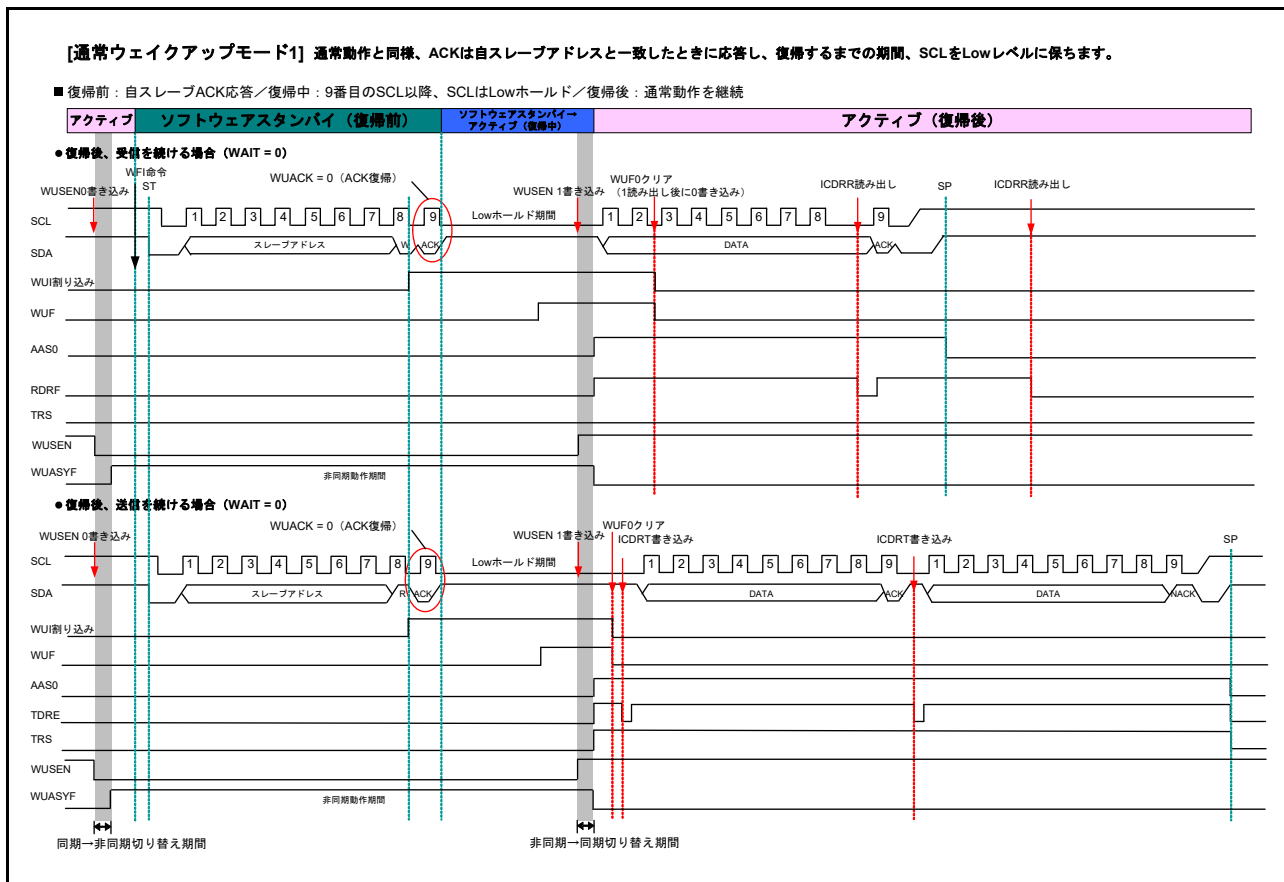 [通常ウェイクアップモード1] 通常動作と同様、ACKは自スレーブアドレスと一致したときに応答し、復帰するまでの期間、SCLをLowレベルに保ちます。
■ 復帰前：自スレーブACK応答／復帰中：9番目のSCL以降、SCLはLowホールド／復帰後：通常動作を継続
アクティブ ソフトウェアスタンバイ（復帰前） ソフトウェアスタンバイ→ アクティブ（復帰後）
アクティブ（復帰中）
● 復帰後、受信を続ける場合（WAIT = 0）
WFI命令
ST
WUSEN0書き込み
WUACK = 0（ACK復帰）
WUSEN 1書き込み
WUF0クリア
（1読み出し後に0書き込み）
ICDRR読み出し
SP
ICDRR読み出し
SCL 1 2 3 4 5 6 7 8 9 Lowホールド期間 1 2 3 4 5 6 7 8 9
SDA スレーブアドレス W ACK DATA ACK
WUI割り込み
WUF
AAS0
RDRF
TRS
WUSEN
WUASYF 非同期動作期間
● 復帰後、送信を続ける場合（WAIT = 0）
WUSEN 0書き込み
WUACK = 0（ACK復帰）
WUSEN 1書き込み
WUF0クリア
ICDRT書き込み
ICDRT書き込み
SP
SCL 1 2 3 4 5 6 7 8 9 Lowホールド期間 1 2 3 4 5 6 7 8 9 1 2 3 4 5 6 7 8 9
SDA スレーブアドレス R ACK DATA ACK DATA NACK
WUI割り込み
WUF
AAS0
TDRE
TRS
WUSEN
WUASYF 非同期動作期間
同期→非同期切り替え期間 非同期→同期切り替え期間